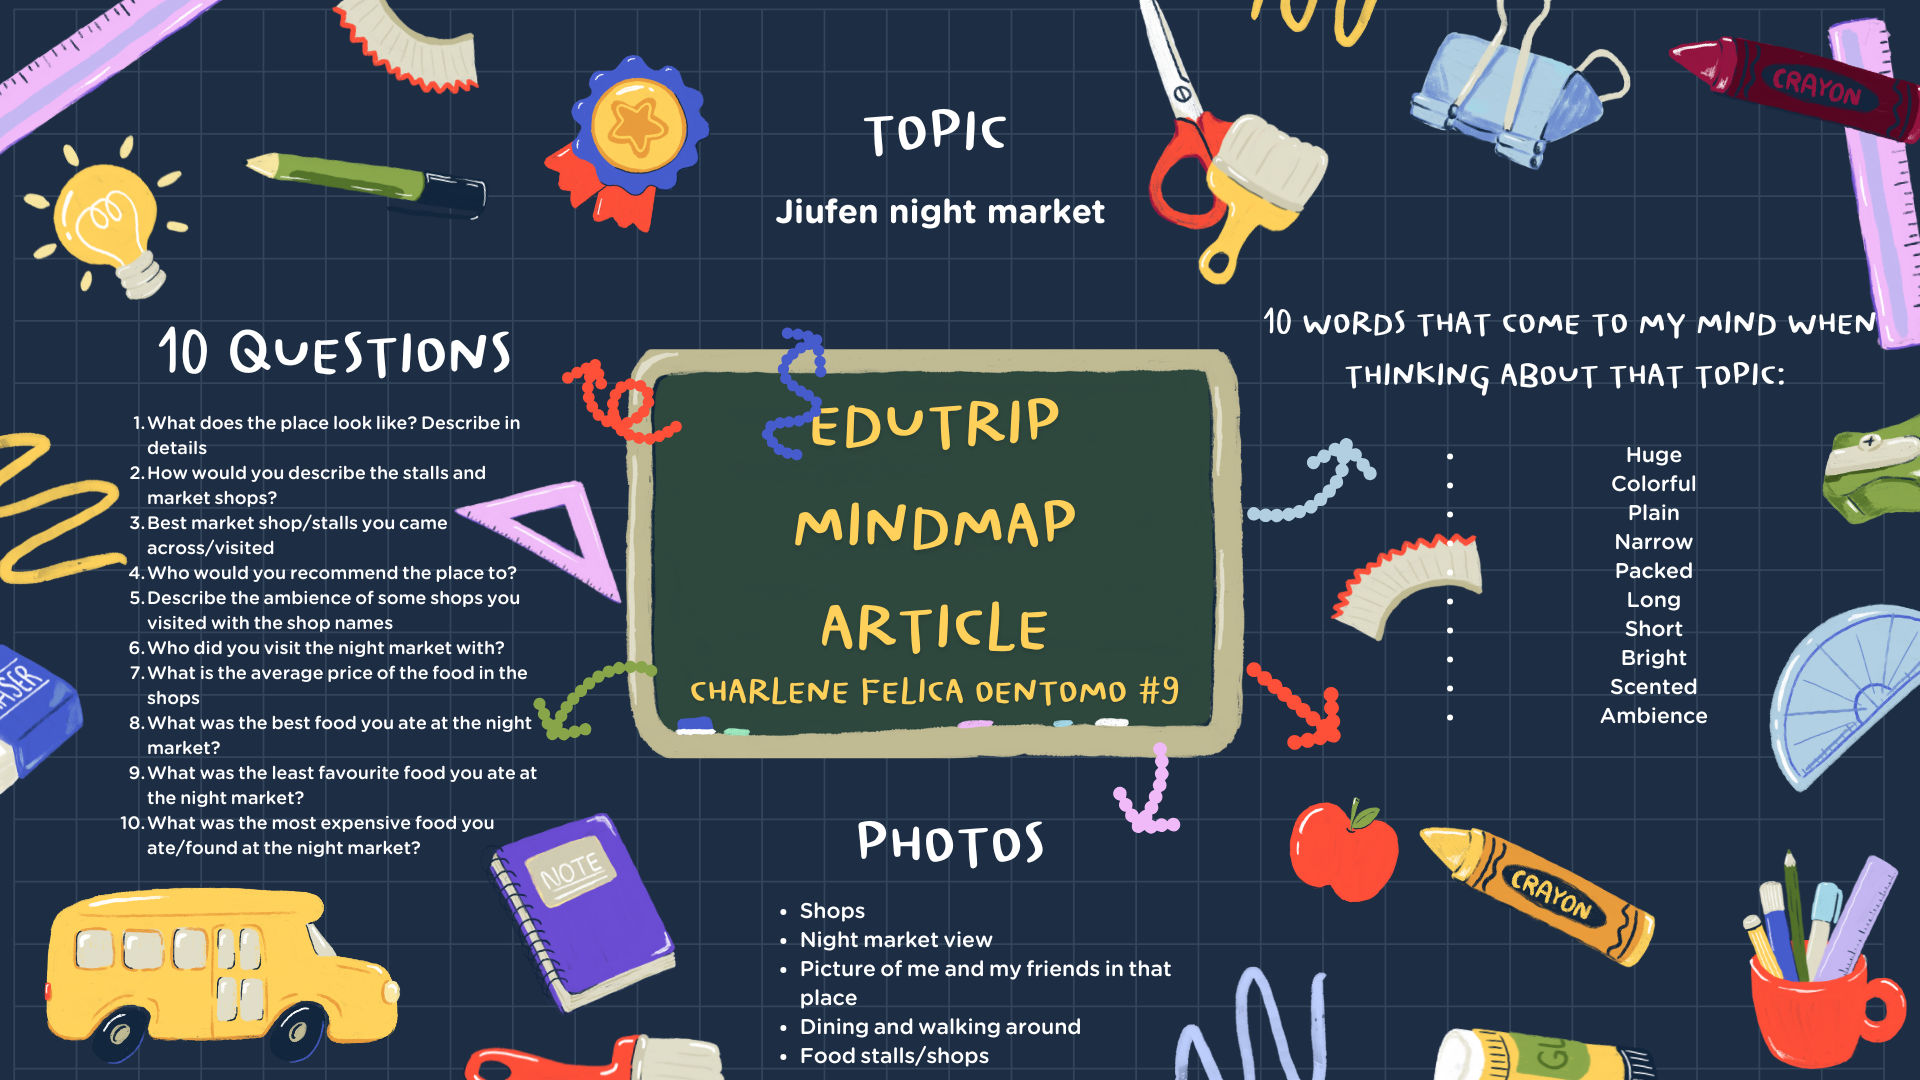 CRAYON
TOPIC
Jiufen night market
10 WORDS THAT COME TO MY MIND WHEN
THINKING ABOUT THAT TOPIC:
10 QUESTIONS
1. What does the place look like? Describe in
details
2. How would you describe the stalls and
market shops?
3. Best market shop/stalls you came
across/visited
4. Who would you recommend the place to?
5. Describe the ambience of some shops you
visited with the shop names
6. Who did you visit the night market with?
7. What is the average price of the food in the
shops
8. What was the best food you ate at the night
market?
9. What was the least favourite food you ate at
the night market?
10. What was the most expensive food you
ate/found at the night market?
EDUTRIP
MINDMAP
ARTICLE
CHARLENE FELICA OENTOMO #9
• Huge
• Colorful
• Plain
• Narrow
• Packed
• Long
• Short
• Bright
• Scented
• Ambience
ASER
NOTE
PHOTOS
• Shops
• Night market view
• Picture of me and my friends in that
place
• Dining and walking around
• Food stalls/shops
CRAYON
GL